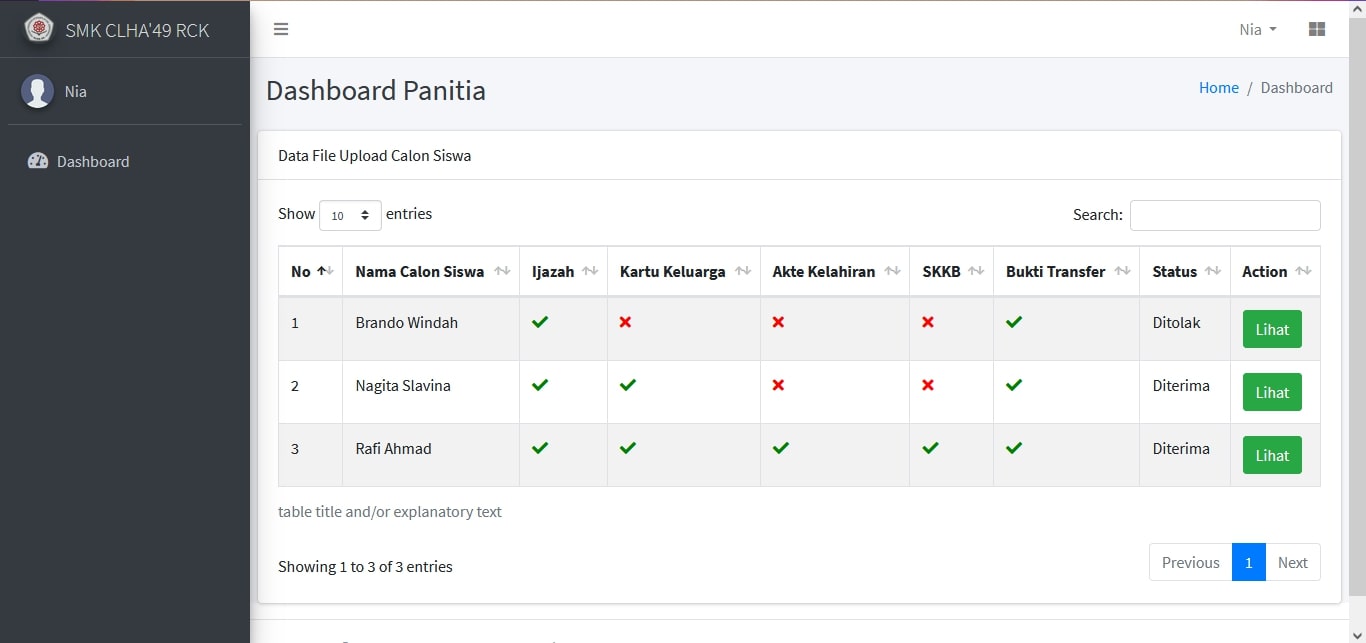 SMK CLHA'49 RCK
Nia
Nia
Dashboard
Dashboard Panitia
Home / Dashboard
Data File Upload Calon Siswa
Show 10 entries
Search:
No Nama Calon Siswa Ijazah Kartu Keluarga Akte Kelahiran SKKB Bukti Transfer Status Action
1 Brando Windah Ditolak Lihat
2 Nagita Slavina Diterima Lihat
3 Rafi Ahmad Diterima Lihat
table title and/or explanatory text
Showing 1 to 3 of 3 entries
Previous 1 Next